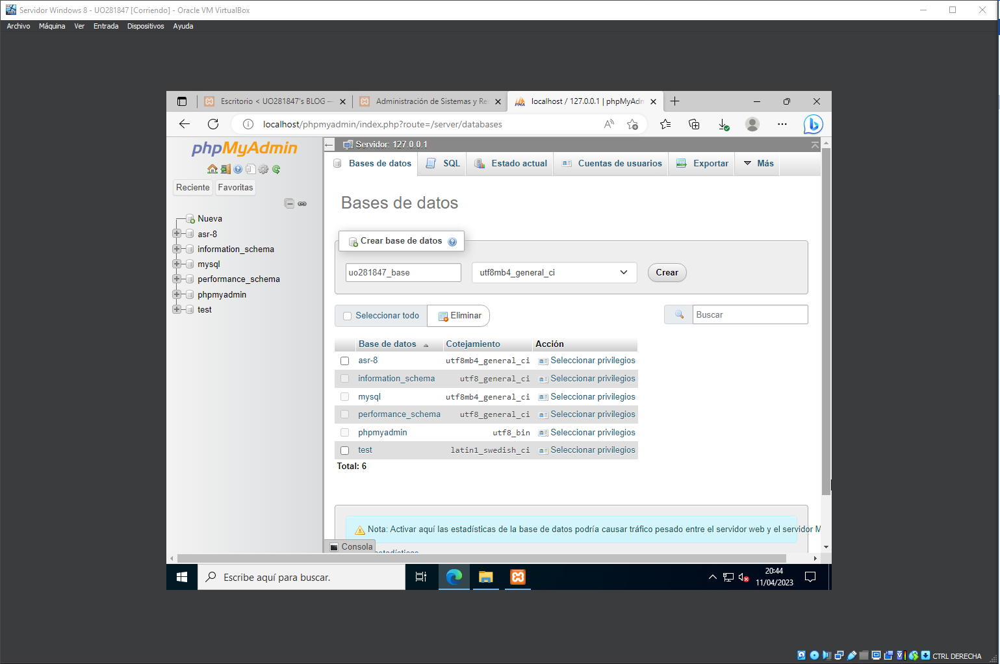 Servidor Windows 8 - UO281847 [Corriendo] - Oracle VM VirtualBox
Archivo Máquina Ver Entrada Dispositivos Ayuda
Escritorio < UO281847's BLOG —
Administración de Sistemas y Re
localhost / 127.0.0.1 | phpMyAdm
localhost/phpmyadmin/index.php?route=/server/databases
phpMyAdmin
Reciente
Favoritas
Nueva
asr-8
information_schema
mysql
performance_schema
phpmyadmin
test
Servidor: 127.0.0.1
Bases de datos
SQL
Estado actual
Cuentas de usuarios
Exportar
Más
Bases de datos
Crear base de datos
uo281847_base
utf8mb4_general_ci
Crear
Seleccionar todo
Eliminar
Buscar
Base de datos Cotejamiento Acción
asr-8 utf8mb4_general_ci Seleccionar privilegios
information_schema utf8_general_ci Seleccionar privilegios
mysql utf8mb4_general_ci Seleccionar privilegios
performance_schema utf8_general_ci Seleccionar privilegios
phpmyadmin utf8_bin Seleccionar privilegios
test latin1_swedish_ci Seleccionar privilegios
Total: 6
Nota: Activar aquí las estadísticas de la base de datos podría causar tráfico pesado entre el servidor web y el servidor M
Consola
estadísticas
Escribe aquí para buscar.
20:44
11/04/2023
CTRL DERECHA